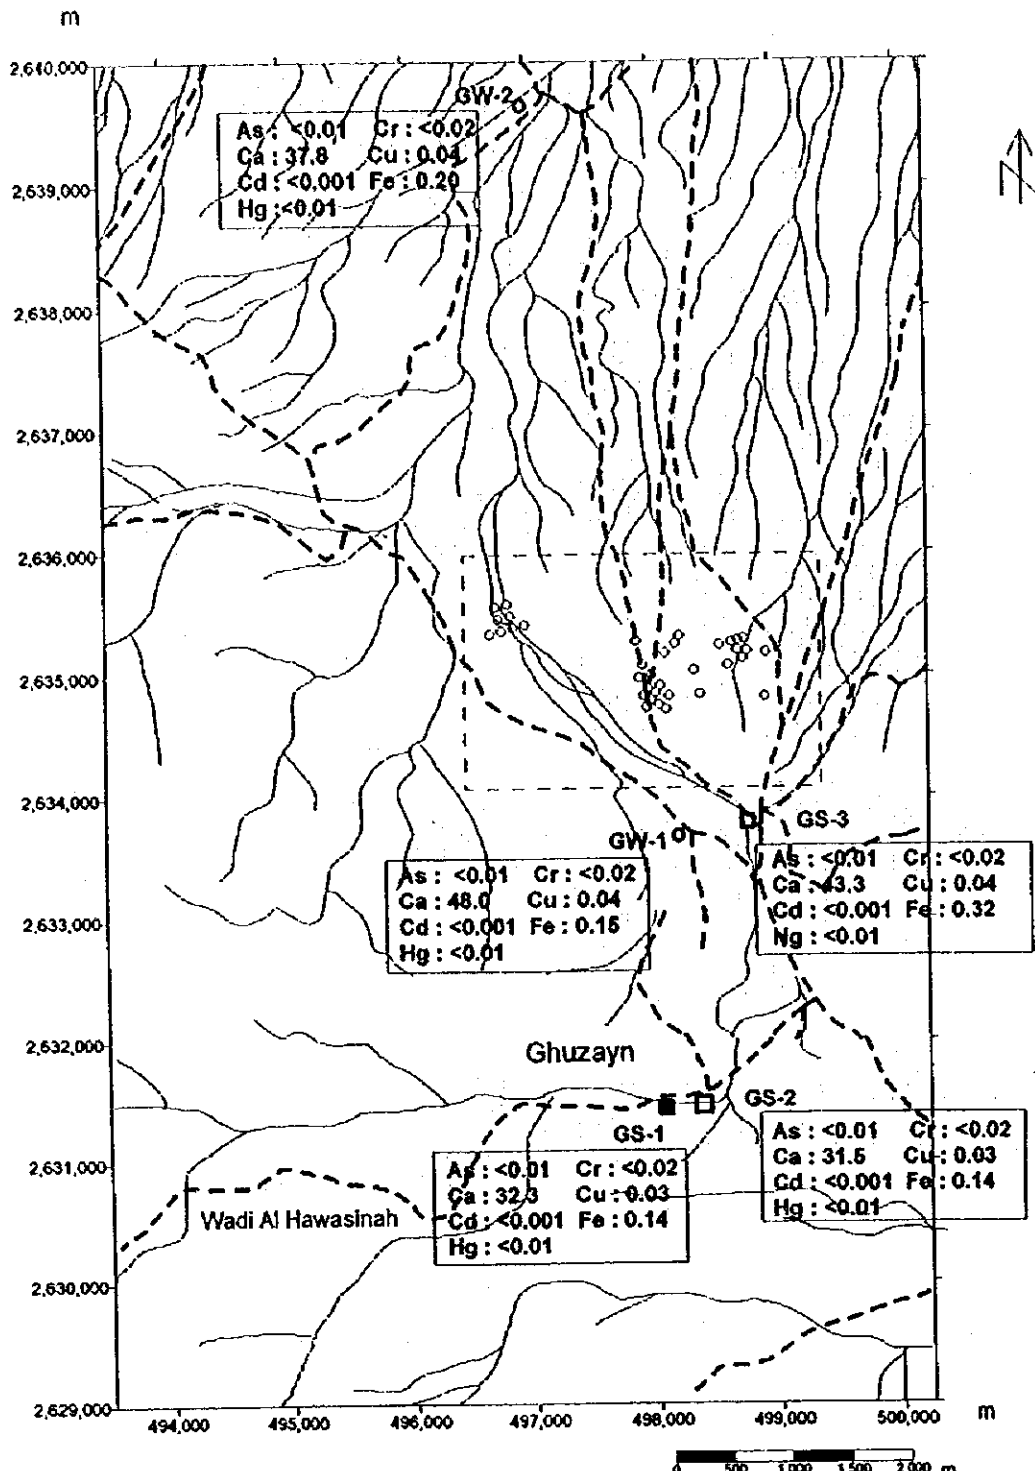 m
2,640,000
GW-2
As : <0.01 Cr : <0.02
Ca : 37.8 Cu : 0.04
Cd : <0.001 Fe : 0.20
Hg : <0.01
2,639,000
N
2,638,000
2,637,000
2,636,000
2,635,000
2,634,000
GS-3
GW-1
As : <0.01 Cr : <0.02
Ca : 43.3 Cu : 0.04
Cd : <0.001 Fe : 0.32
Ng : <0.01
As : <0.01 Cr : <0.02
Ca : 48.0 Cu : 0.04
Cd : <0.001 Fe : 0.15
Hg : <0.01
2,633,000
2,632,000
Ghuzayn
GS-2
GS-1
As : <0.01 Cr : <0.02
Ca : 31.5 Cu : 0.03
Cd : <0.001 Fe : 0.14
Hg : <0.01
2,631,000
As : <0.01 Cr : <0.02
Ca : 32.3 Cu : 0.03
Cd : <0.001 Fe : 0.14
Hg : <0.01
Wadi Al Hawasinah
2,630,000
2,629,000
494,000 495,000 496,000 497,000 498,000 499,000 500,000 m
0 500 1,000 1,500 2,000 m